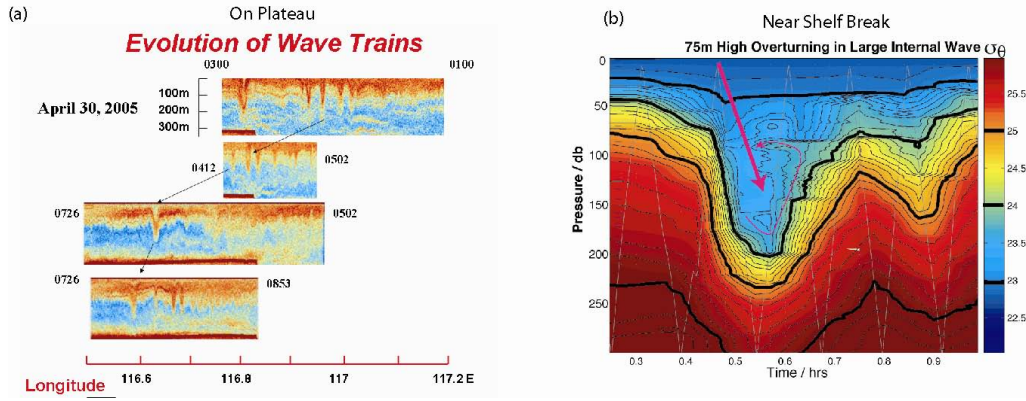 (a)
On Plateau
Evolution of Wave Trains
0300
0100
April 30, 2005
100m
200m
300m
0412
0502
0726
0502
0726
0853
Longitude
116.6
116.8
117
117.2 E
(b)
Near Shelf Break
75m High Overturning in Large Internal Wave σθ
Pressure / db
0
50
100
150
200
250
0.3
0.4
0.5
0.6
0.7
0.8
0.9
Time / hrs
25.5
25
24.5
24
23.5
23
22.5